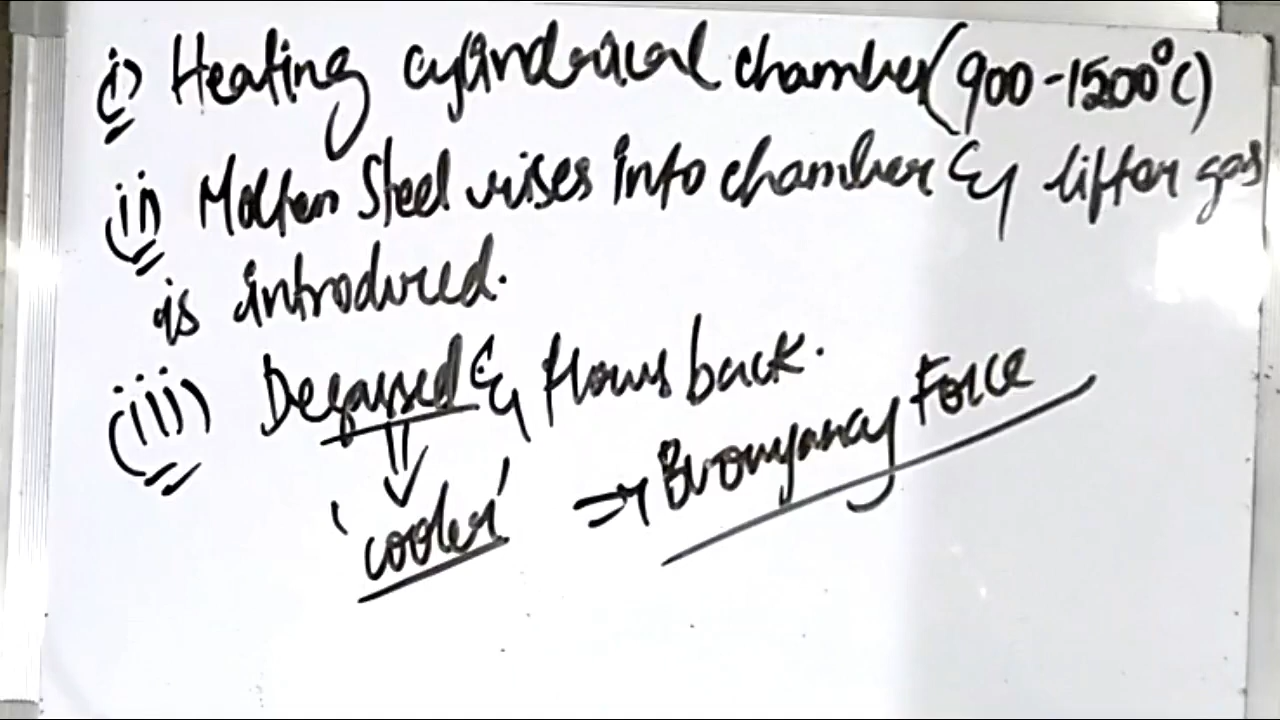 (i) Heating cylindrical chamber (900-1500°C)
(ii) Molten Steel rises into chamber & lifter gas
is introduced.
(iii) Degassed & flows back.
⇒ Buoyancy Force
'cooler'